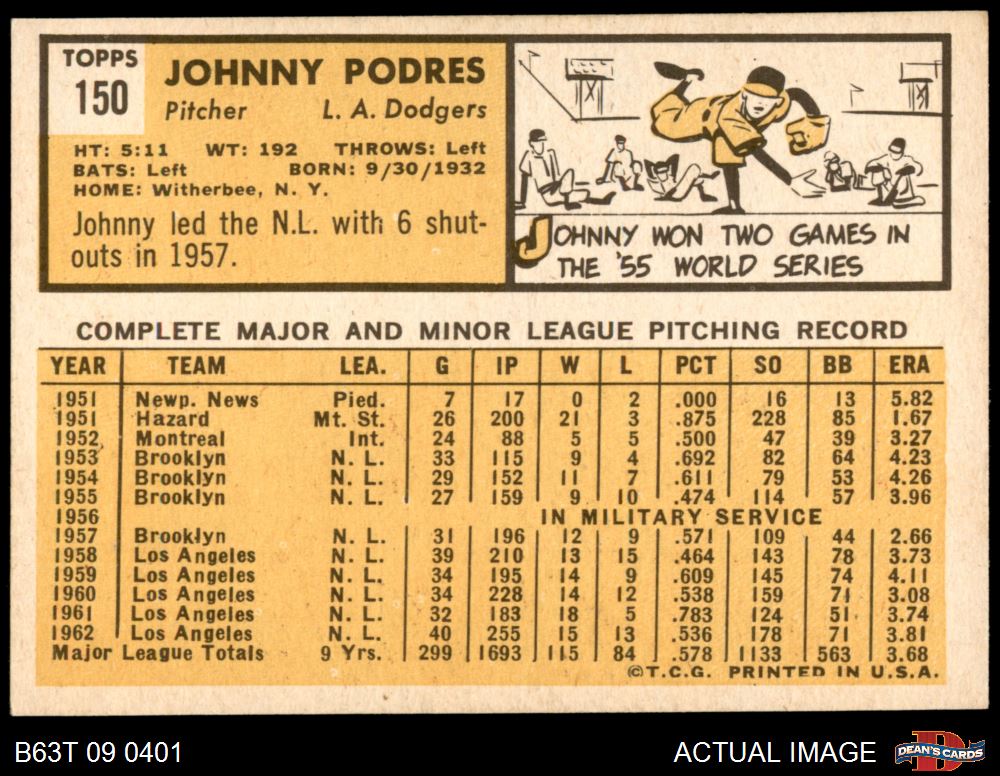 TOPPS
150
JOHNNY PODRES
Pitcher L. A. Dodgers
HT: 5:11 WT: 192 THROWS: Left
BATS: Left BORN: 9/30/1932
HOME: Witherbee, N. Y.
Johnny led the N.L. with 6 shut-
outs in 1957.
JOHNNY WON TWO GAMES IN
THE '55 WORLD SERIES
COMPLETE MAJOR AND MINOR LEAGUE PITCHING RECORD
YEAR TEAM LEA. G IP W L PCT SO BB ERA
1951 Newp. News Pied. 7 17 0 2 .000 16 13 5.82
1951 Hazard Mt. St. 26 200 21 3 .875 228 85 1.67
1952 Montreal Int. 24 88 5 5 .500 47 39 3.27
1953 Brooklyn N. L. 33 115 9 4 .692 82 64 4.23
1954 Brooklyn N. L. 29 152 11 7 .611 79 53 4.26
1955 Brooklyn N. L. 27 159 9 10 .474 114 57 3.96
1956 IN MILITARY SERVICE
1957 Brooklyn N. L. 31 196 12 9 .571 109 44 2.66
1958 Los Angeles N. L. 39 210 13 15 .464 143 78 3.73
1959 Los Angeles N. L. 34 195 14 9 .609 145 74 4.11
1960 Los Angeles N. L. 34 228 14 12 .538 159 71 3.08
1961 Los Angeles N. L. 32 183 18 5 .783 124 51 3.74
1962 Los Angeles N. L. 40 255 15 13 .536 178 71 3.81
Major League Totals 9 Yrs. 299 1693 115 84 .578 1133 563 3.68
©T.C.G. PRINTED IN U.S.A.
B63T 09 0401 ACTUAL IMAGE DEAN'S CARDS